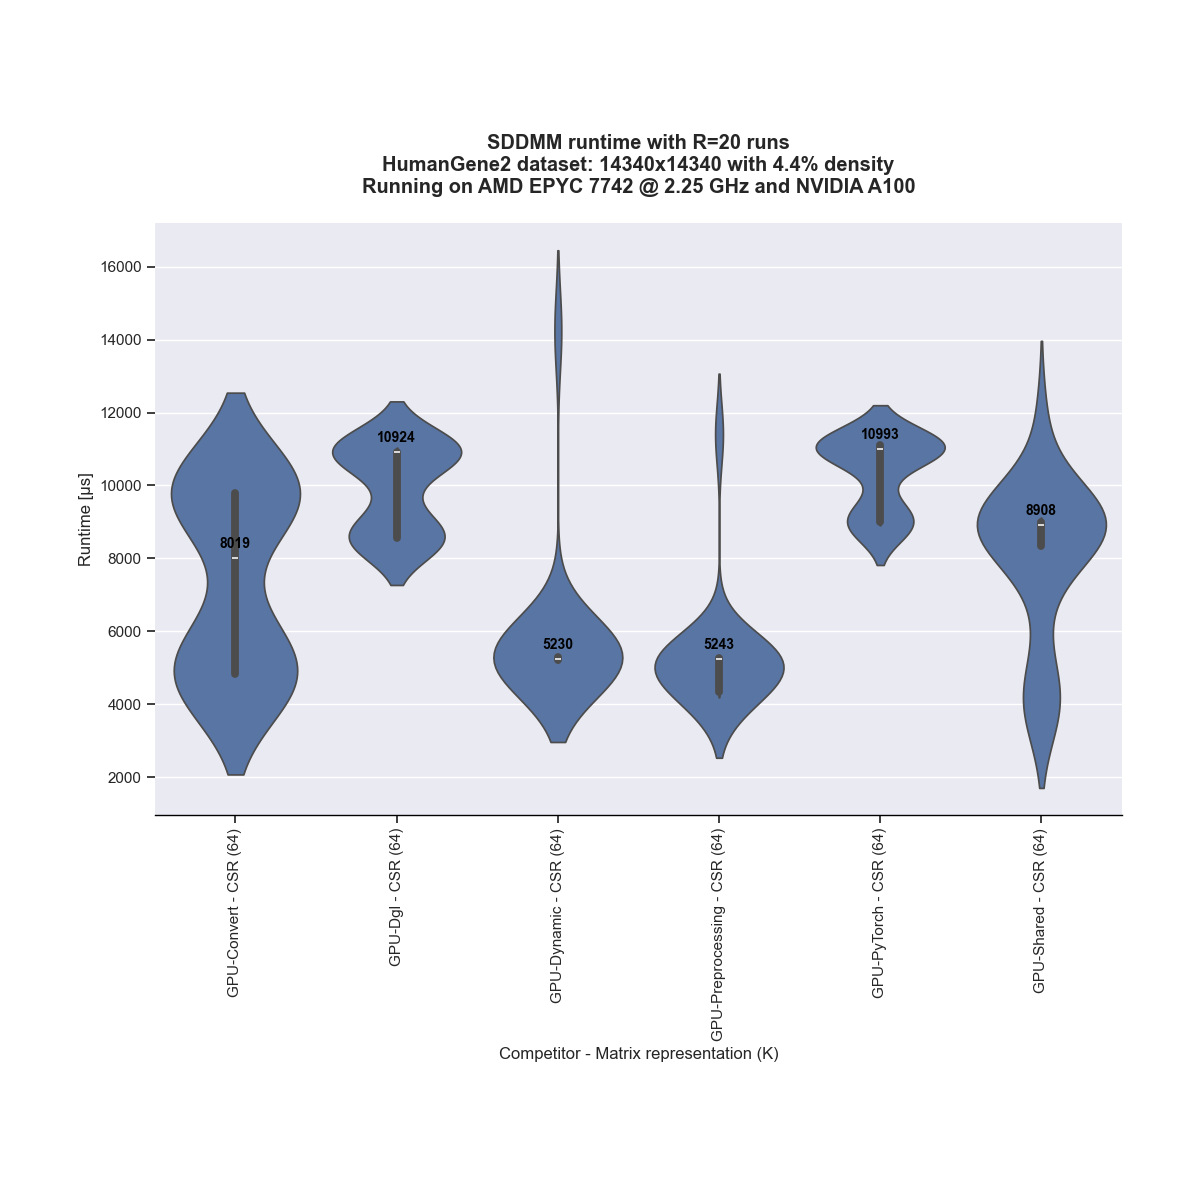 SDDMM runtime with R=20 runs
HumanGene2 dataset: 14340x14340 with 4.4% density
Running on AMD EPYC 7742 @ 2.25 GHz and NVIDIA A100
Runtime [µs]
16000
14000
12000
10000
8000
6000
4000
2000
8019
10924
5230
5243
10993
8908
GPU-Convert - CSR (64)
GPU-Dgl - CSR (64)
GPU-Dynamic - CSR (64)
GPU-Preprocessing - CSR (64)
GPU-PyTorch - CSR (64)
GPU-Shared - CSR (64)
Competitor - Matrix representation (K)